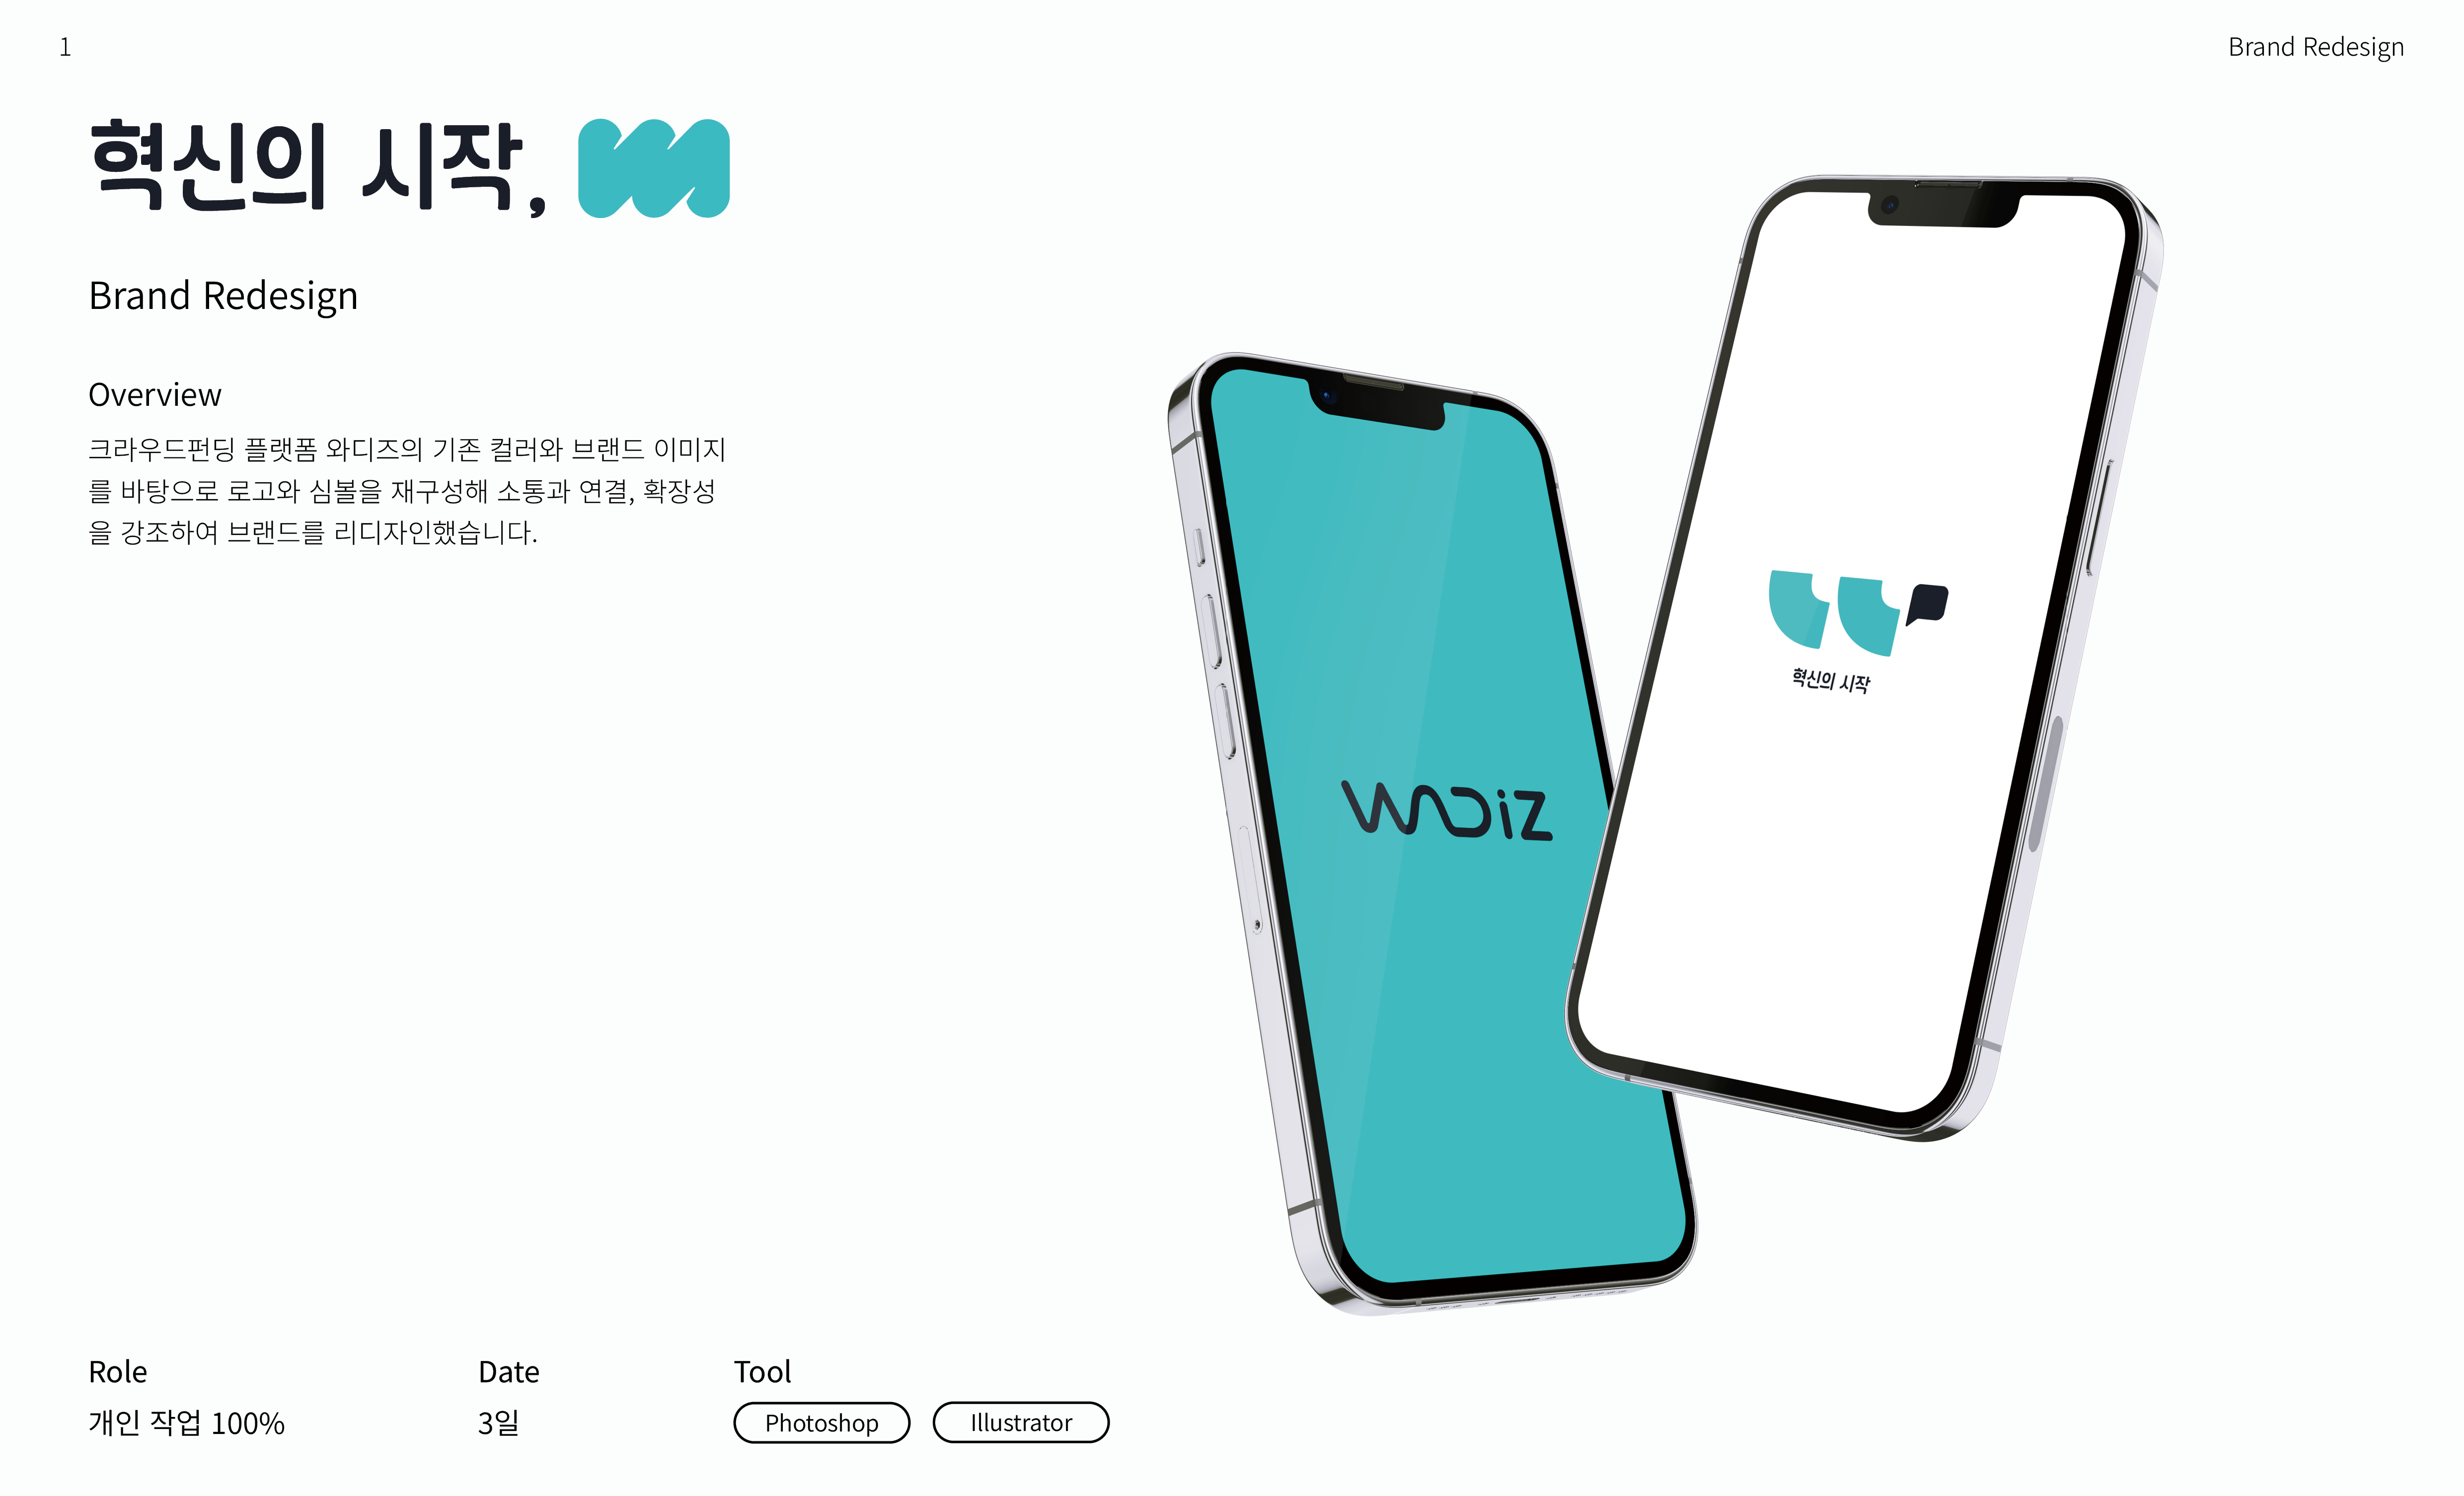 1
Brand Redesign
혁신의 시작,
Brand Redesign
Overview
크라우드펀딩 플랫폼 와디즈의 기존 컬러와 브랜드 이미지
를 바탕으로 로고와 심볼을 재구성해 소통과 연결, 확장성
을 강조하여 브랜드를 리디자인했습니다.
WADiZ
혁신의 시작
Role
개인 작업 100%
Date
3일
Tool
Photoshop
Illustrator